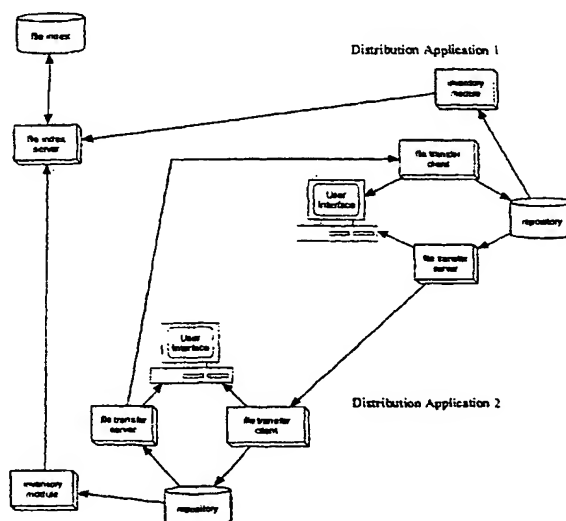 file index
Distribution Application 1
inventory
module
file index
server
file transfer
client
User
Interface
repository
file transfer
server
User
Interface
Distribution Application 2
file transfer
server
file transfer
client
inventory
module
repository